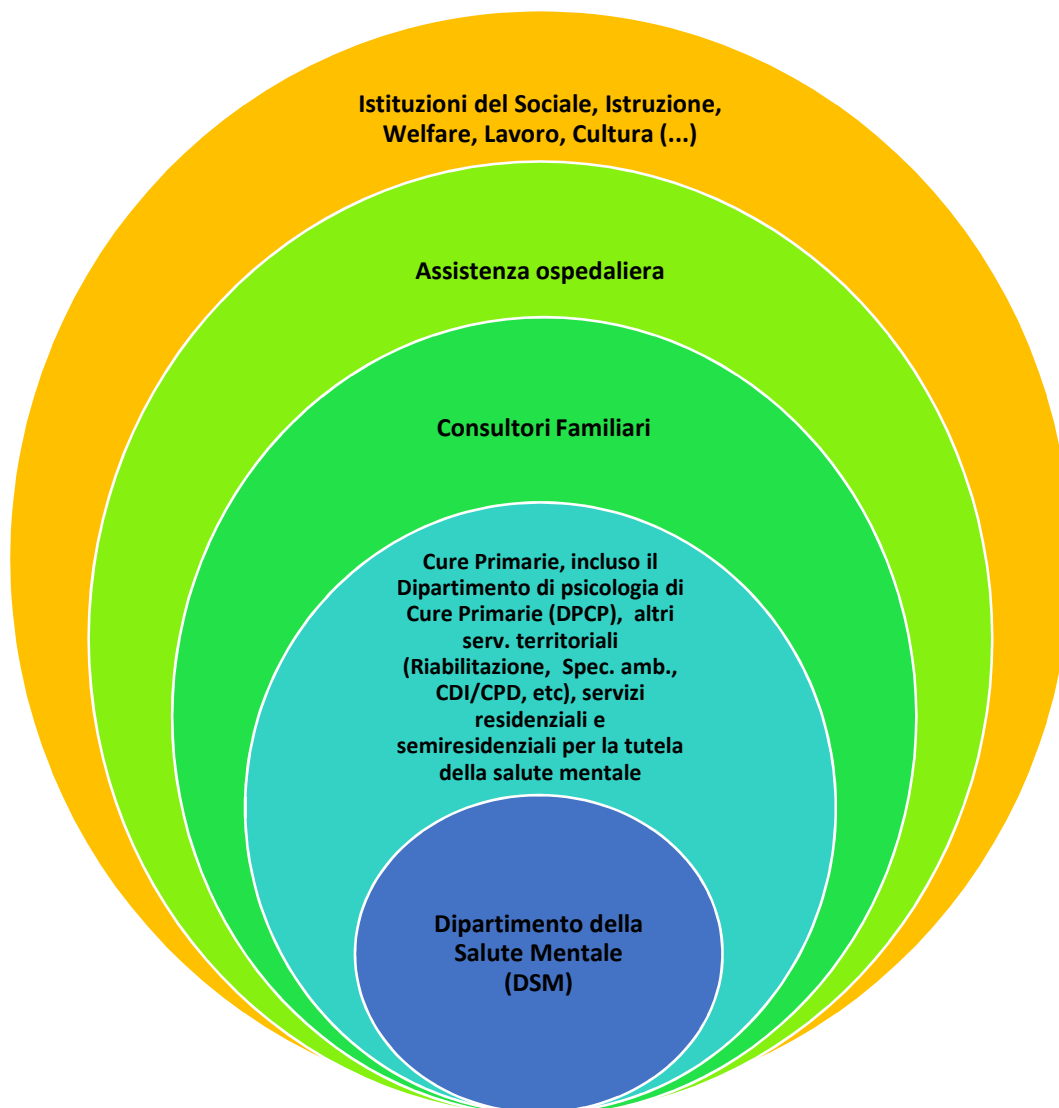 Istituzioni del Sociale, Istruzione,
Welfare, Lavoro, Cultura (...)
Assistenza ospedaliera
Consultori Familiari
Cure Primarie, incluso il
Dipartimento di psicologia di
Cure Primarie (DPCP), altri
serv. territoriali
(Riabilitazione, Spec. amb.,
CDI/CPD, etc), servizi
residenziali e
semiresidenziali per la tutela
della salute mentale
Dipartimento della
Salute Mentale
(DSM)